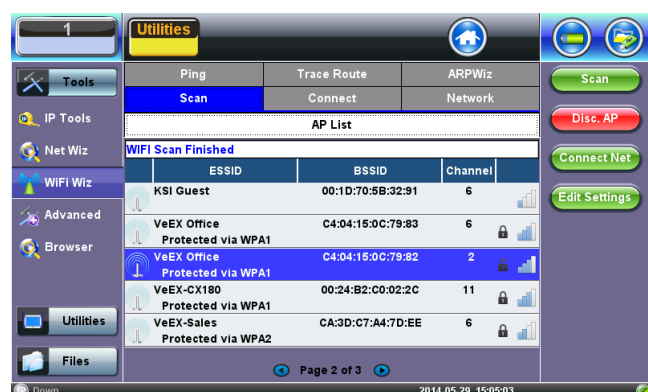 1
Utilities
Tools
IP Tools
Net Wiz
WiFi Wiz
Advanced
Browser
Utilities
Files
Ping Trace Route ARPWiz
Scan Connect Network
AP List
WIFI Scan Finished
ESSID BSSID Channel
KSI Guest 00:1D:70:5B:32:91 6
VeEX Office C4:04:15:0C:79:83 6
Protected via WPA1
VeEX Office C4:04:15:0C:79:82 2
Protected via WPA1
VeEX-CX180 00:24:B2:C0:02:2C 11
Protected via WPA1
VeEX-Sales CA:3D:C7:A4:7D:EE 6
Protected via WPA2
Page 2 of 3
Scan
Disc. AP
Connect Net
Edit Settings
IP Down 2014.05.29 15:05:03